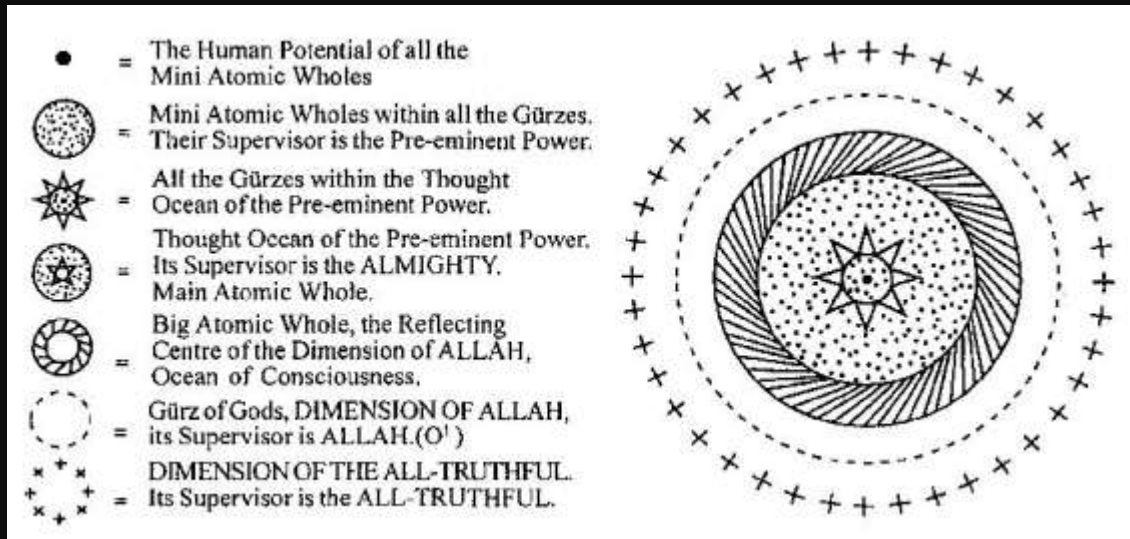 = The Human Potential of all the
Mini Atomic Wholes
= Mini Atomic Wholes within all the Gürzes.
Their Supervisor is the Pre-eminent Power.
= All the Gürzes within the Thought
Ocean of the Pre-eminent Power.
= Thought Ocean of the Pre-eminent Power.
Its Supervisor is the ALMIGHTY.
Main Atomic Whole.
= Big Atomic Whole, the Reflecting
Centre of the Dimension of ALLAH,
Ocean of Consciousness.
= Gürz of Gods, DIMENSION OF ALLAH,
its Supervisor is ALLAH.(O¹)
= DIMENSION OF THE ALL-TRUTHFUL.
Its Supervisor is the ALL-TRUTHFUL.